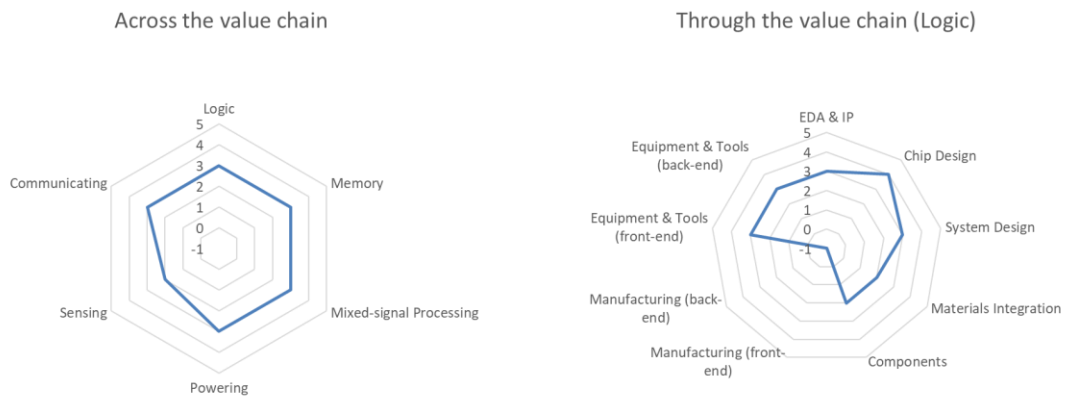 Across the value chain
Logic
5
4
3
2
1
0
-1
Communicating
Memory
Sensing
Mixed-signal Processing
Powering
Through the value chain (Logic)
EDA & IP
5
4
3
2
1
0
-1
Equipment & Tools
(back-end)
Chip Design
Equipment & Tools
(front-end)
System Design
Manufacturing (back-
end)
Materials Integration
Manufacturing (front-
end)
Components